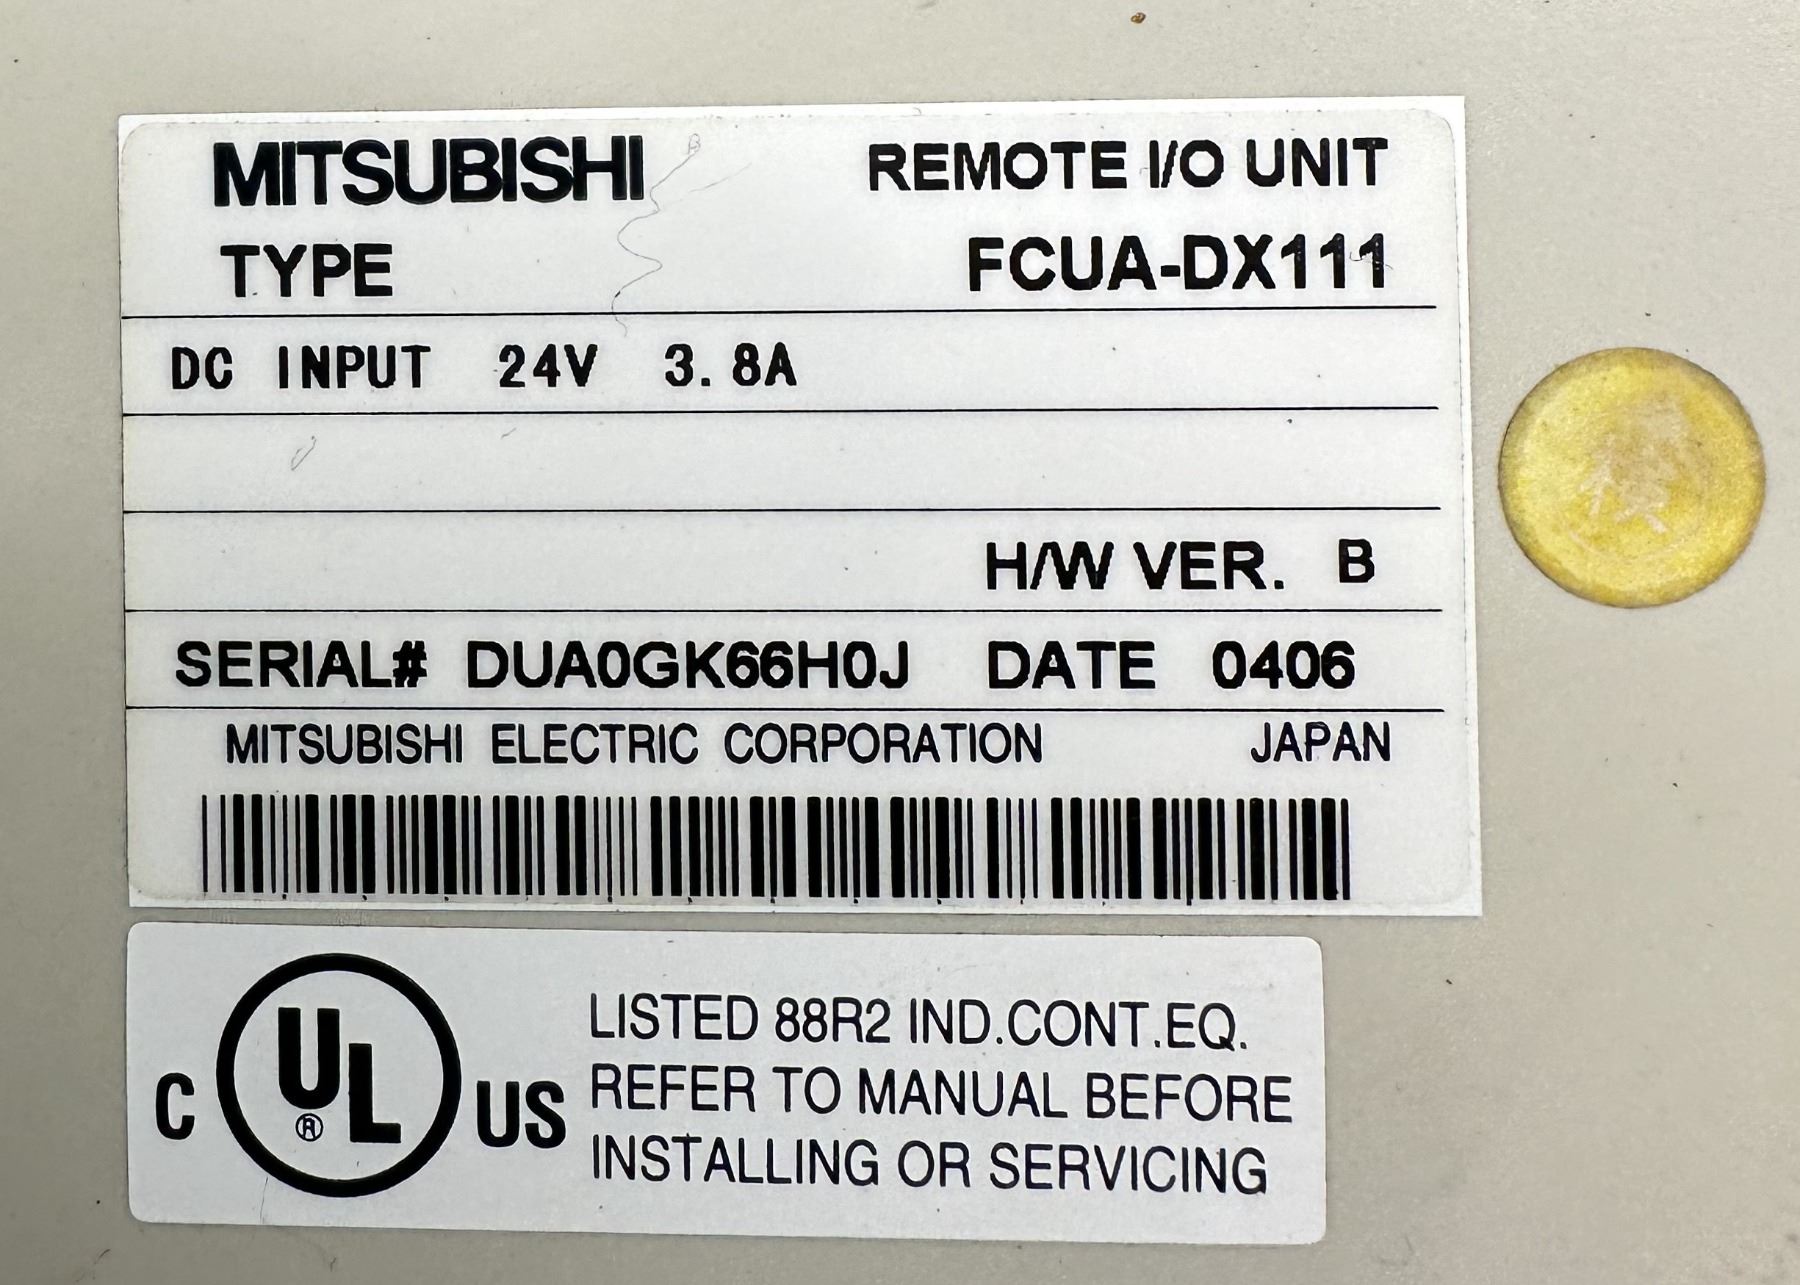 MITSUBISHI REMOTE I/O UNIT
TYPE FCUA-DX111
DC INPUT 24V 3.8A
H/W VER. B
SERIAL# DUA0GK66H0J DATE 0406
MITSUBISHI ELECTRIC CORPORATION JAPAN
C UL® US
LISTED 88R2 IND.CONT.EQ.
REFER TO MANUAL BEFORE
INSTALLING OR SERVICING